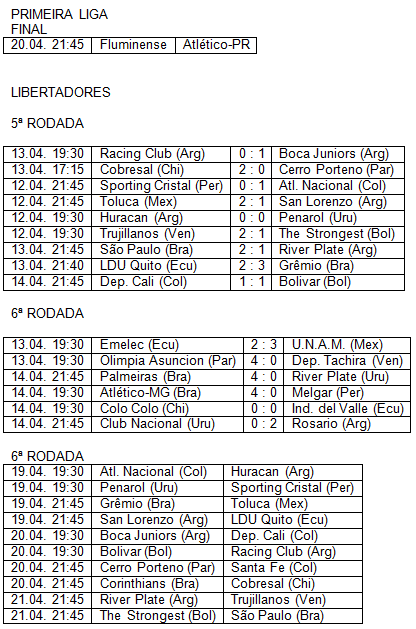 PRIMEIRA LIGA
FINAL
20.04. 21:45 Fluminense Atlético-PR
LIBERTADORES
5ª RODADA
13.04. 19:30 Racing Club (Arg) 0 : 1 Boca Juniors (Arg)
13.04. 17:15 Cobresal (Chi) 2 : 0 Cerro Porteno (Par)
12.04. 21:45 Sporting Cristal (Per) 0 : 1 Atl. Nacional (Col)
12.04. 21:45 Toluca (Mex) 2 : 1 San Lorenzo (Arg)
12.04. 19:30 Huracan (Arg) 0 : 0 Penarol (Uru)
12.04. 19:30 Trujillanos (Ven) 2 : 1 The Strongest (Bol)
13.04. 21:45 São Paulo (Bra) 2 : 1 River Plate (Arg)
13.04. 21:40 LDU Quito (Ecu) 2 : 3 Grêmio (Bra)
14.04. 21:45 Dep. Cali (Col) 1 : 1 Bolivar (Bol)
6ª RODADA
13.04. 19:30 Emelec (Ecu) 2 : 3 U.N.A.M. (Mex)
13.04. 19:30 Olimpia Asuncion (Par) 4 : 0 Dep. Tachira (Ven)
14.04. 21:45 Palmeiras (Bra) 4 : 0 River Plate (Uru)
14.04. 19:30 Atlético-MG (Bra) 4 : 0 Melgar (Per)
14.04. 19:30 Colo Colo (Chi) 0 : 0 Ind. del Valle (Ecu)
14.04. 21:45 Club Nacional (Uru) 0 : 2 Rosario (Arg)
6ª RODADA
19.04. 19:30 Atl. Nacional (Col) Huracan (Arg)
19.04. 19:30 Penarol (Uru) Sporting Cristal (Per)
19.04. 21:45 Grêmio (Bra) Toluca (Mex)
19.04. 21:45 San Lorenzo (Arg) LDU Quito (Ecu)
20.04. 19:30 Boca Juniors (Arg) Dep. Cali (Col)
20.04. 19:30 Bolivar (Bol) Racing Club (Arg)
20.04. 21:45 Cerro Porteno (Par) Santa Fe (Col)
20.04. 21:45 Corinthians (Bra) Cobresal (Chi)
21.04. 21:45 River Plate (Arg) Trujillanos (Ven)
21.04. 21:45 The Strongest (Bol) São Paulo (Bra)